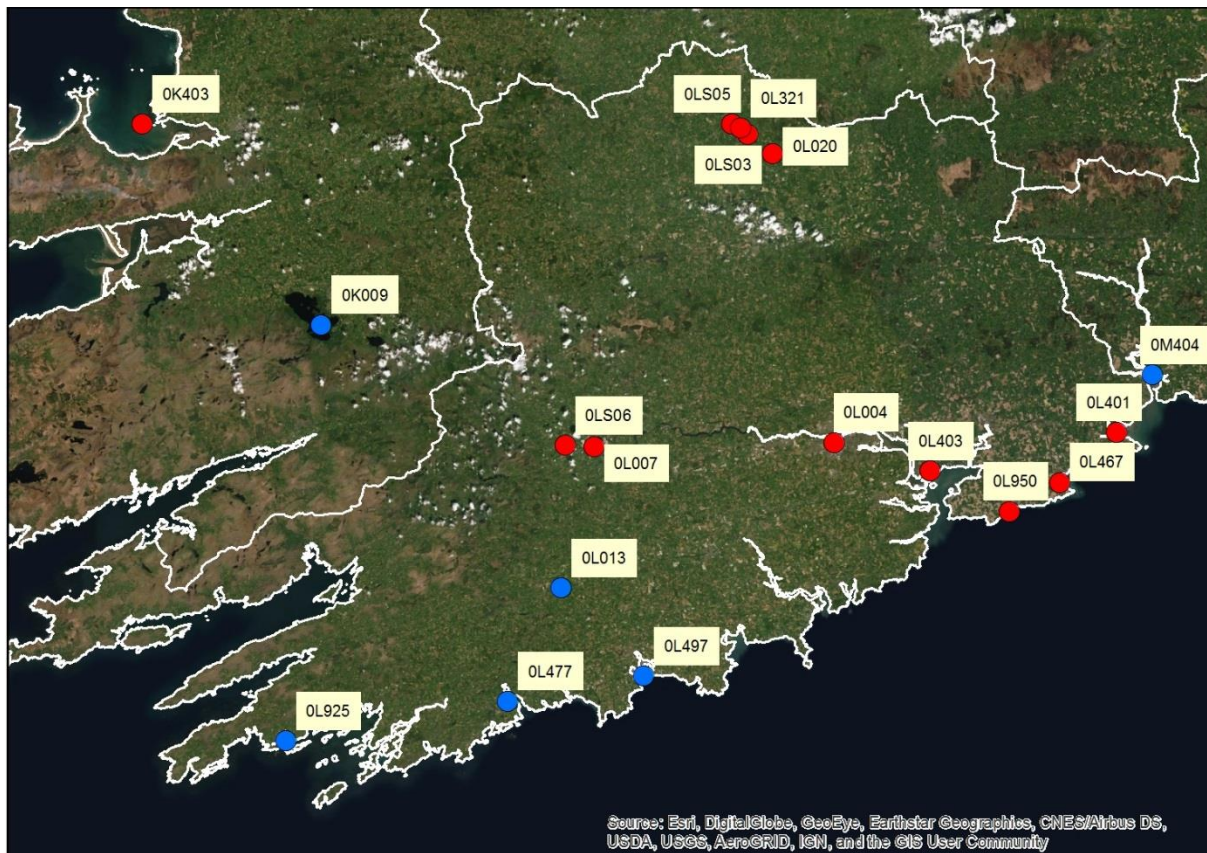 0K403
0LS05
0L321
0LS03
0L020
0K009
0M404
0LS06
0L007
0L004
0L401
0L403
0L467
0L950
0L013
0L497
0L477
0L925
Source: Esri, DigitalGlobe, GeoEye, Earthstar Geographics, CNES/Airbus DS,
USDA, USGS, AeroGRID, IGN, and the GIS User Community